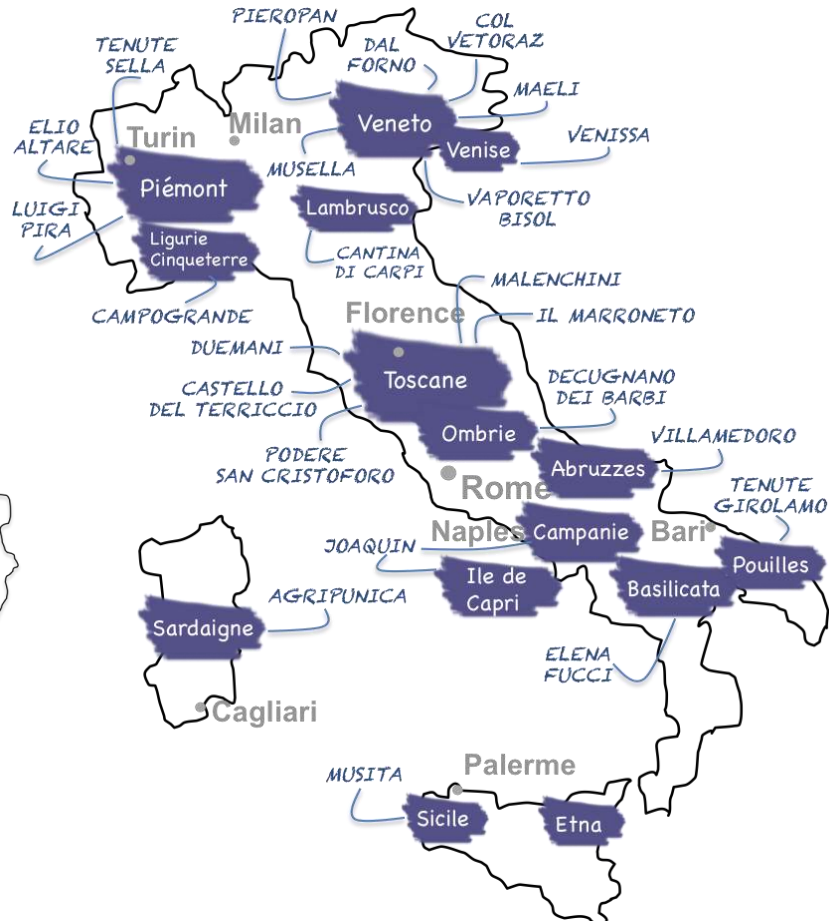 PIEROPAN
COL
VETORAZ
TENUTE
SELLA
DAL
FORNO
MAELI
ELIO
ALTARE
Turin
Milan
Veneto
Venise
VENISSA
MUSELLA
Piémont
LUIGI
PIRA
Lambrusco
VAPORETTO
BISOL
Ligurie
Cinqueterre
CANTINA
DI CARPI
MALENCHINI
CAMPOGRANDE
Florence
IL MARRONETO
DUEMANI
Toscane
CASTELLO
DEL TERRICCIO
DECUGNANO
DEI BARBI
Ombrie
VILLAMEDORO
PODERE
SAN CRISTOFORO
Abruzzes
Rome
TENUTE
GIROLAMO
Naples
Campanie
Bari
JOAQUIN
Pouilles
Ile de
Capri
Basilicata
AGRIPUNICA
Sardaigne
ELENA
FUCCI
Cagliari
Palerme
MUSITA
Sicile
Etna